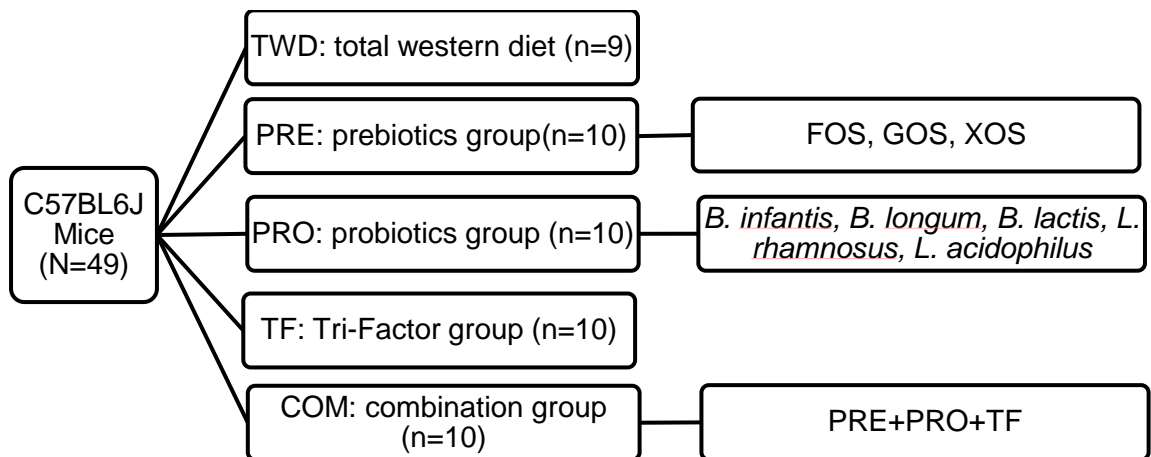 TWD: total western diet (n=9)
PRE: prebiotics group(n=10)
FOS, GOS, XOS
C57BL6J
Mice
(N=49)
PRO: probiotics group (n=10)
B. infantis, B. longum, B. lactis, L.
rhamnosus, L. acidophilus
TF: Tri-Factor group (n=10)
COM: combination group
(n=10)
PRE+PRO+TF